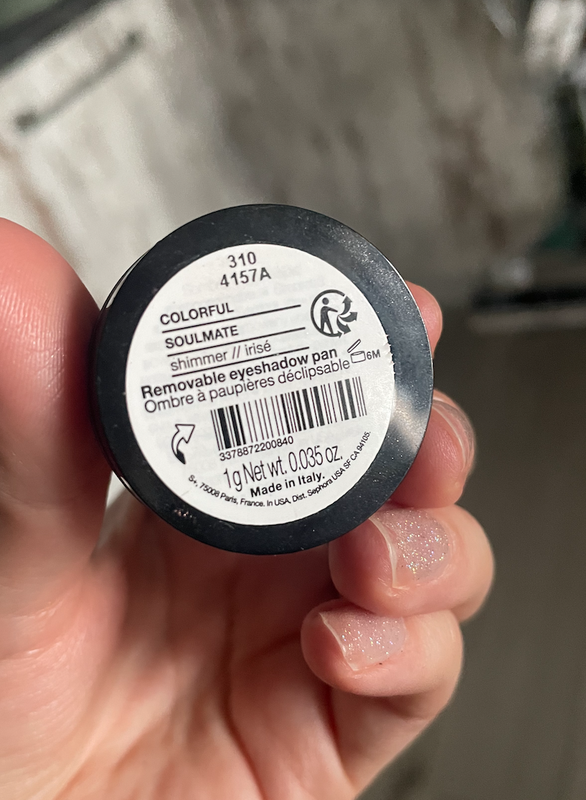 310
4157A
COLORFUL
SOULMATE
shimmer // irisé
Removable eyeshadow pan
Ombre à paupières déclipsable
6M
3378872200840
1g Net wt. 0.035 oz.
Made in Italy.
S+, 75008 Paris, France. In USA, Dist. Sephora USA SF CA 94105.